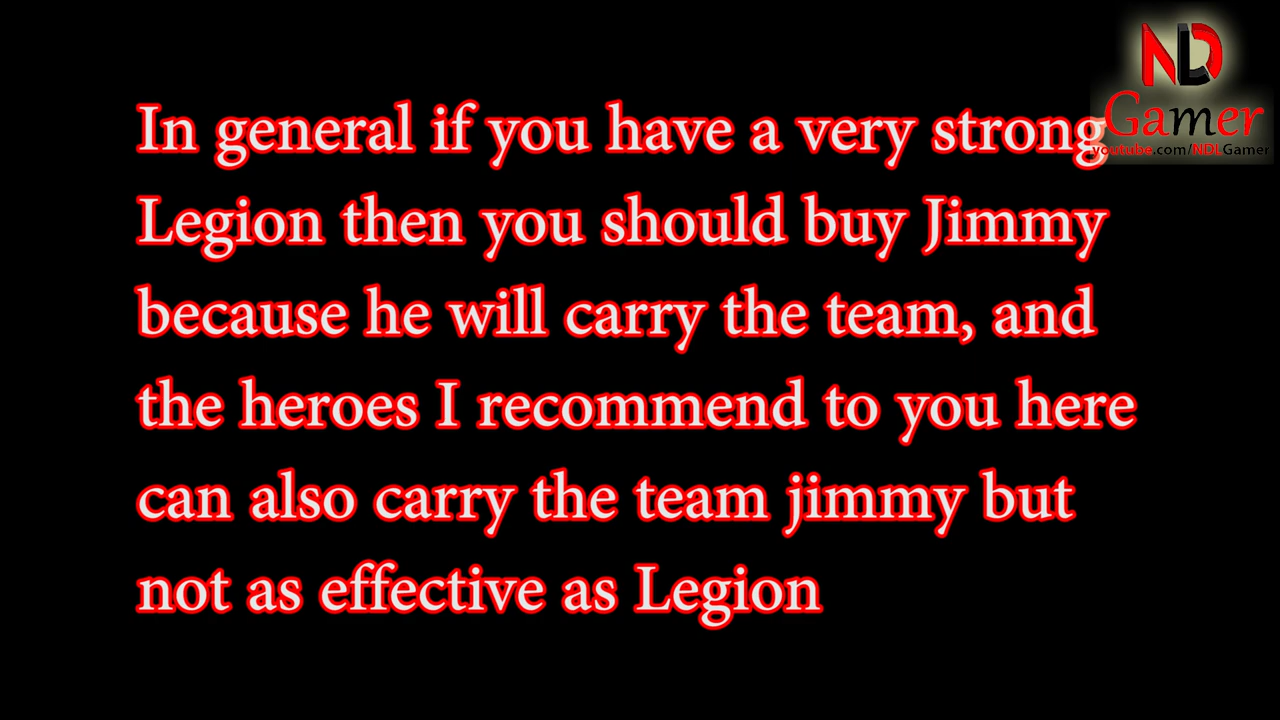 NDL
Gamer
youtube.com/NDLGamer
In general if you have a very strong
Legion then you should buy Jimmy
because he will carry the team, and
the heroes I recommend to you here
can also carry the team jimmy but
not as effective as Legion